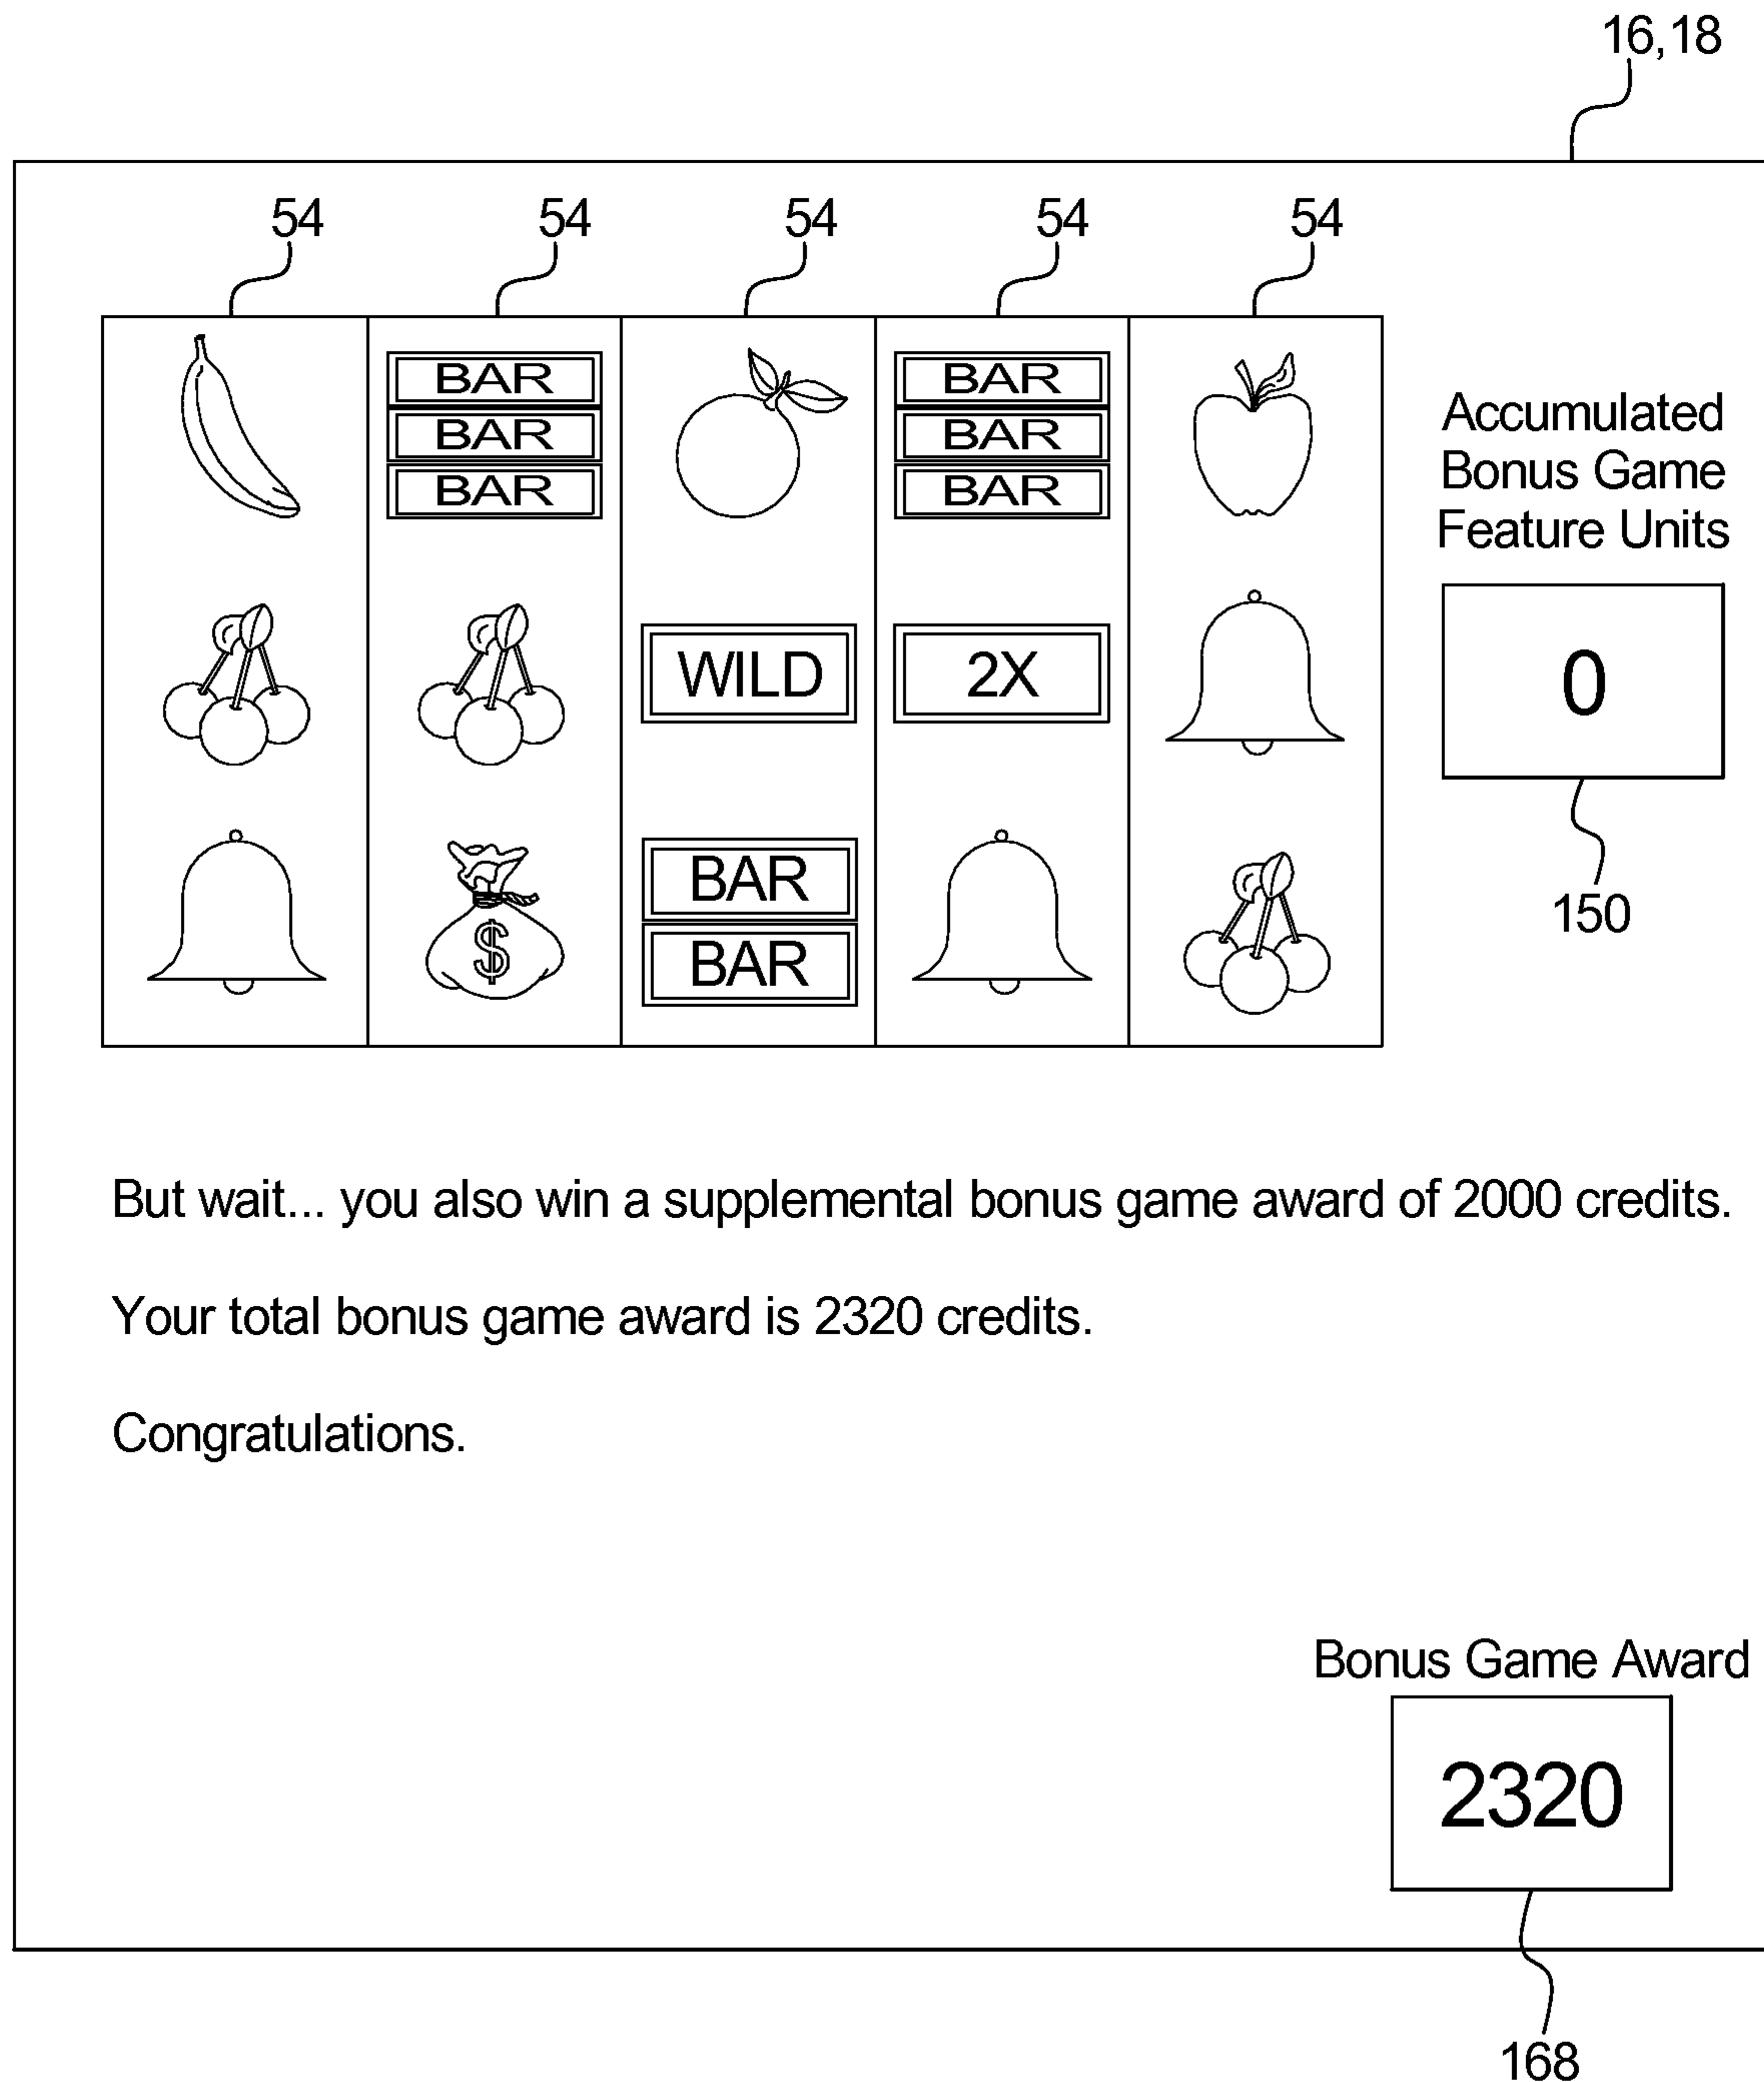 16,18
54 54 54 54 54
BAR BAR
BAR BAR
BAR BAR
Accumulated
Bonus Game
Feature Units
WILD 2X
0
BAR
BAR
$
150
But wait... you also win a supplemental bonus game award of 2000 credits.
Your total bonus game award is 2320 credits.
Congratulations.
Bonus Game Award
2320
168